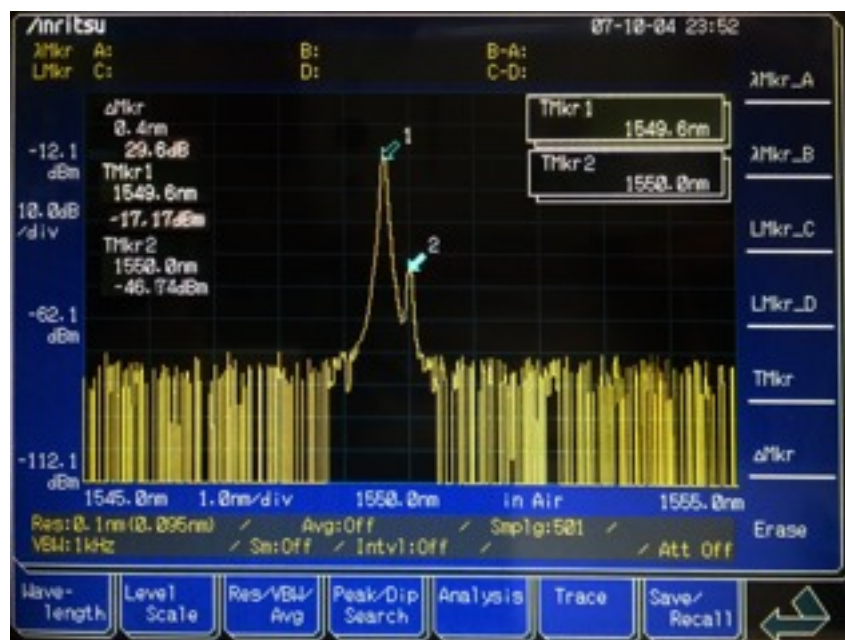 Anritsu 07-10-04 23:52
λMkr A: B: B-A:
LMkr C: D: C-D:
λMkr_A
ΔMkr
0.4nm
29.6dB
TMkr1
1549.6nm
-17.17dBm
TMkr2
1550.0nm
-46.74dBm
1
2
TMkr1
1549.6nm
TMkr2
1550.0nm
-12.1
dBm
10.0dB
/div
-62.1
dBm
-112.1
dBm
λMkr_B
LMkr_C
LMkr_D
TMkr
ΔMkr
Erase
1545.0nm 1.0nm/div 1550.0nm in Air 1555.0nm
Res:0.1nm(0.095nm) / Avg:Off / Smplg:501 /
VBW:1kHz / Sm:Off / Intvl:Off / / Att Off
Wave-
length
Level
Scale
Res/VBW/
Avg
Peak/Dip
Search
Analysis
Trace
Save/
Recall